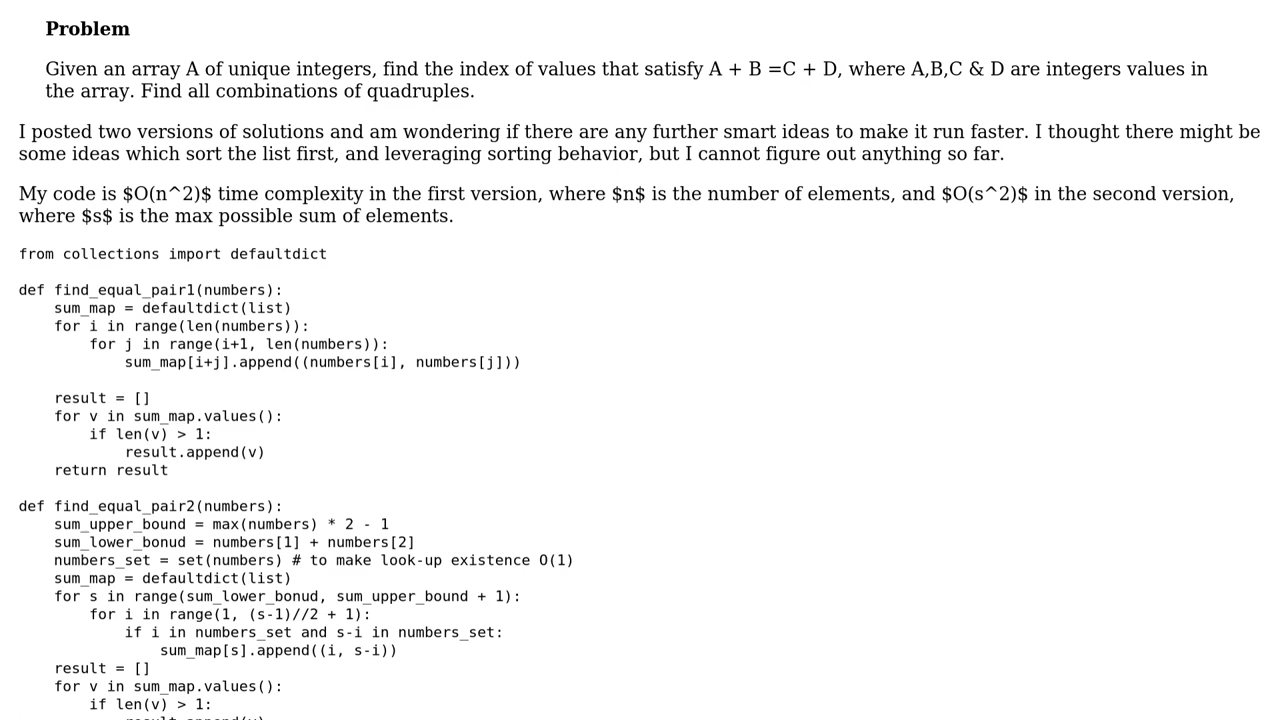 Problem
Given an array A of unique integers, find the index of values that satisfy A + B =C + D, where A,B,C & D are integers values in
the array. Find all combinations of quadruples.
I posted two versions of solutions and am wondering if there are any further smart ideas to make it run faster. I thought there might be
some ideas which sort the list first, and leveraging sorting behavior, but I cannot figure out anything so far.
My code is $O(n^2)$ time complexity in the first version, where $n$ is the number of elements, and $O(s^2)$ in the second version,
where $s$ is the max possible sum of elements.
from collections import defaultdict
def find_equal_pair1(numbers):
    sum_map = defaultdict(list)
    for i in range(len(numbers)):
        for j in range(i+1, len(numbers)):
            sum_map[i+j].append((numbers[i], numbers[j]))
    result = []
    for v in sum_map.values():
        if len(v) > 1:
            result.append(v)
    return result
def find_equal_pair2(numbers):
    sum_upper_bound = max(numbers) * 2 - 1
    sum_lower_bonud = numbers[1] + numbers[2]
    numbers_set = set(numbers) # to make look-up existence O(1)
    sum_map = defaultdict(list)
    for s in range(sum_lower_bonud, sum_upper_bound + 1):
        for i in range(1, (s-1)//2 + 1):
            if i in numbers_set and s-i in numbers_set:
                sum_map[s].append((i, s-i))
    result = []
    for v in sum_map.values():
        if len(v) > 1:
            result.append(v)